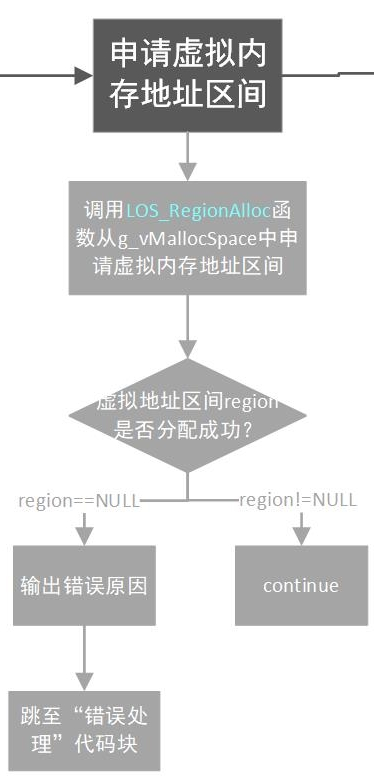 申请虚拟内
存地址区间
调用LOS_RegionAlloc函
数从g_vMallocSpace中申
请虚拟内存地址区间
虚拟地址区间region
是否分配成功？
region==NULL
region!=NULL
输出错误原因
continue
跳至“错误处
理”代码块